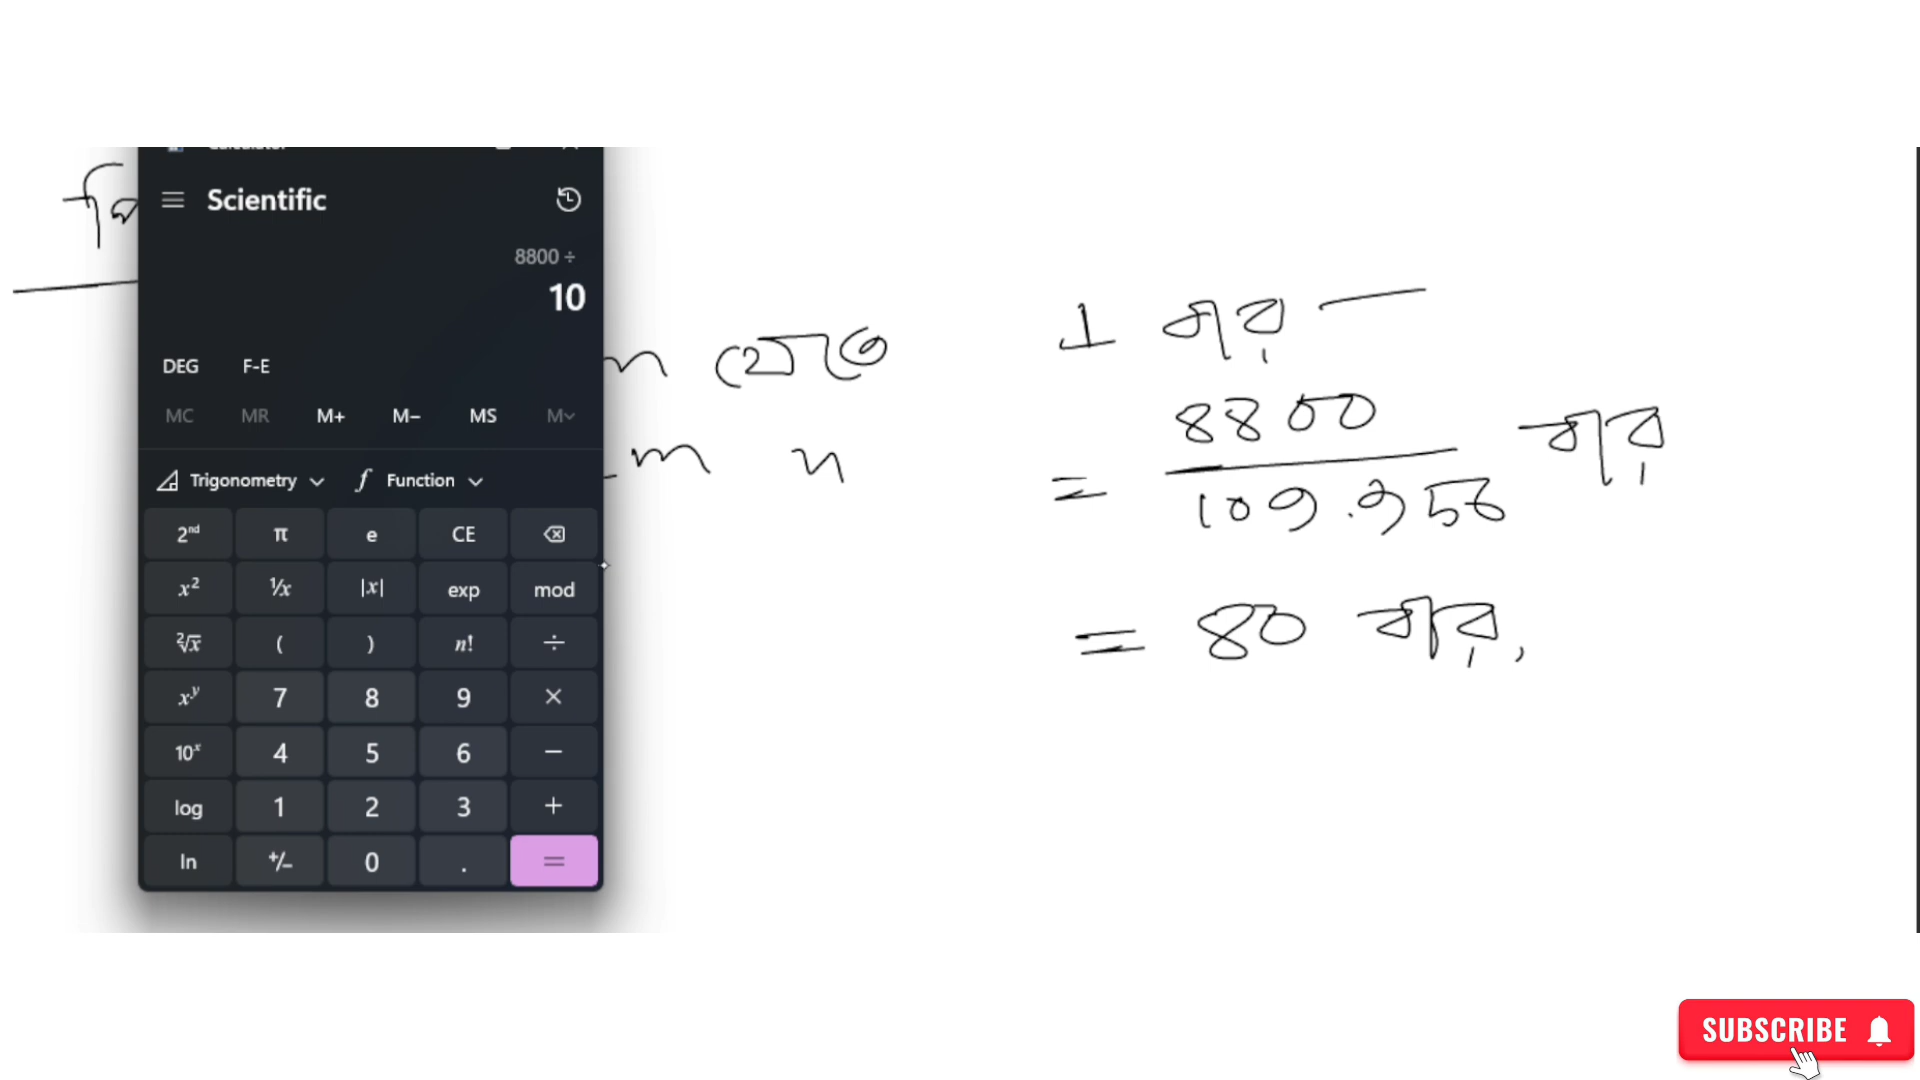 Calculator
Scientific
8800 ÷
10
DEG F-E
MC MR M+ M− MS M
Trigonometry f Function
2nd π e CE
x² ¹/x |x| exp mod
²√x ( ) n! ÷
xʸ 7 8 9 ×
10ˣ 4 5 6 −
log 1 2 3 +
ln +/− 0 . =
m
m n
1 বার —
8800
= বার
109.956
= 80 বার,
SUBSCRIBE